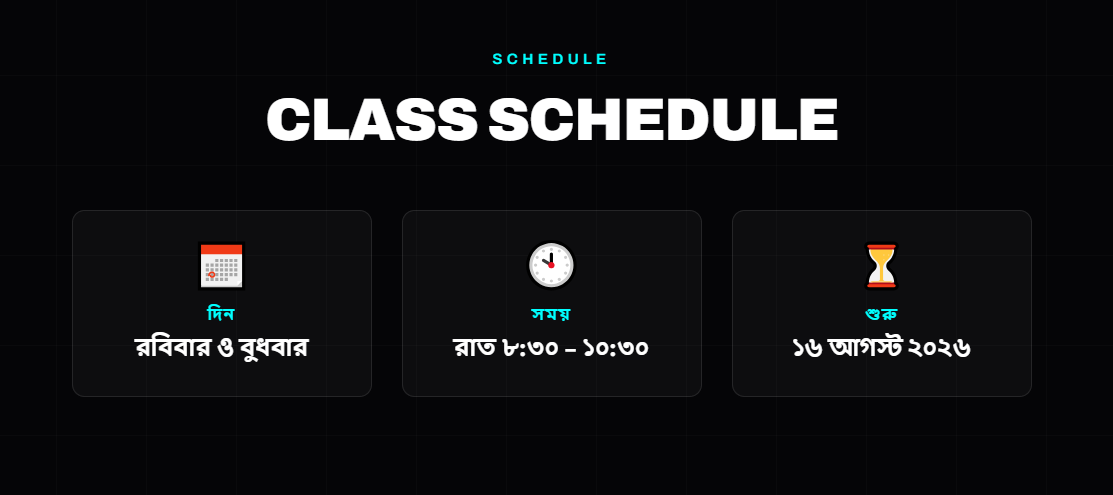 SCHEDULE
CLASS SCHEDULE
দিন
রবিবার ও বুধবার
সময়
রাত ৮:৩০ – ১০:৩০
শুরু
১৬ আগস্ট ২০২৬